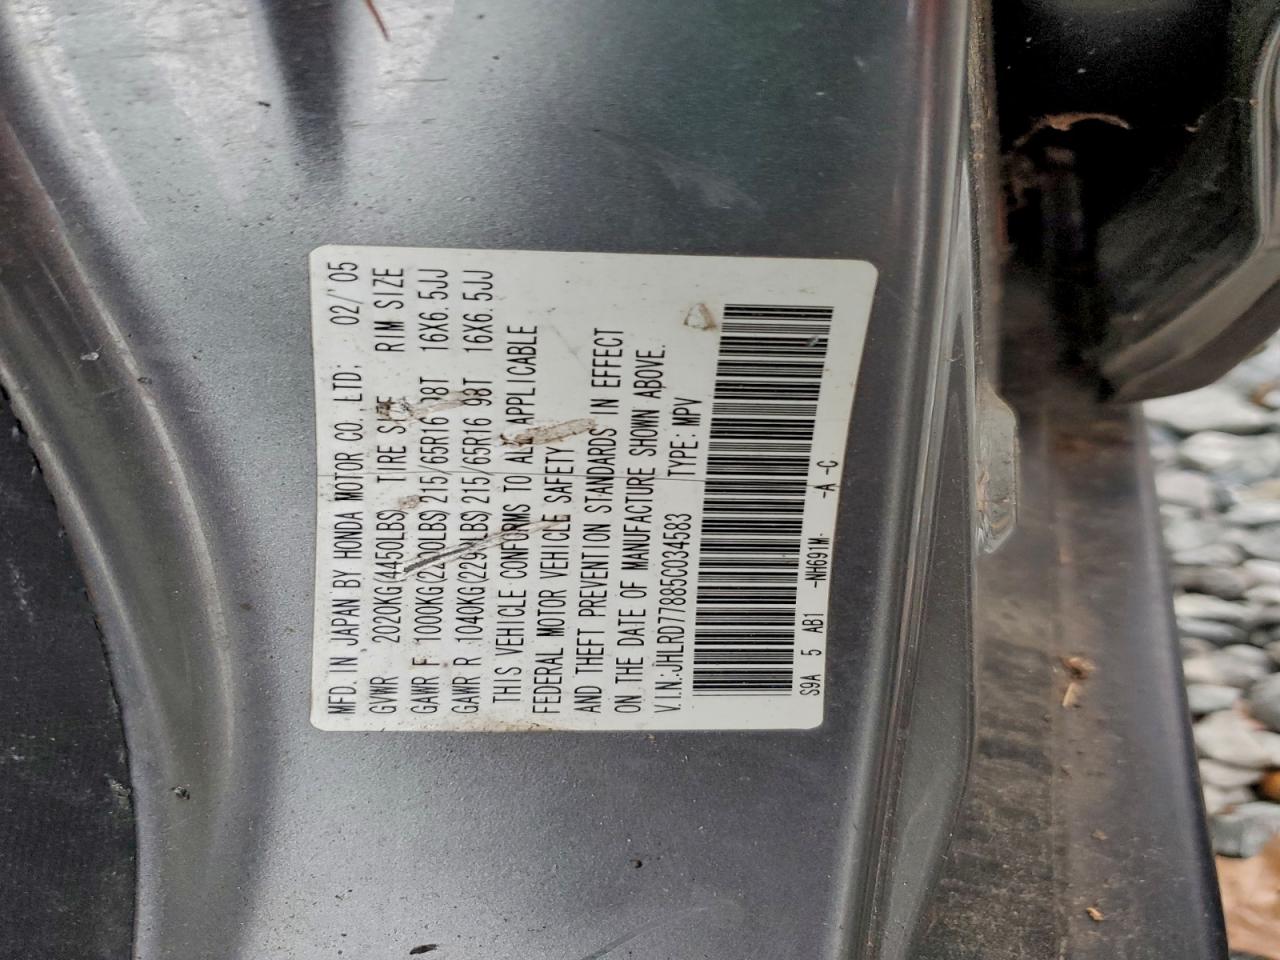 MFD. IN JAPAN BY HONDA MOTOR CO., LTD. 02/'05
GVWR 2020KG(4450LBS) TIRE SIZE RIM SIZE
GAWR F 1000KG(2200LBS) 215/65R16 98T 16X6.5JJ
GAWR R 1040KG(2290LBS) 215/65R16 98T 16X6.5JJ
THIS VEHICLE CONFORMS TO ALL APPLICABLE
FEDERAL MOTOR VEHICLE SAFETY
AND THEFT PREVENTION STANDARDS IN EFFECT
ON THE DATE OF MANUFACTURE SHOWN ABOVE.
V.I.N.:JHLRD77885C034583 TYPE: MPV
S9A 5 AB1 -NH691M- -A -C